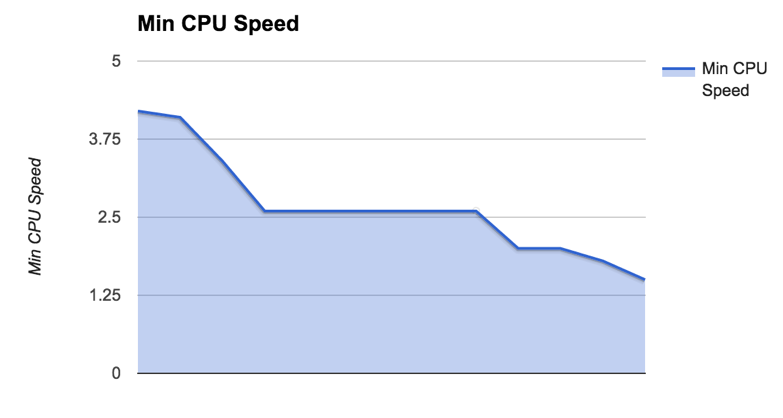 Min CPU Speed
5
3.75
2.5
1.25
0
Min CPU Speed
Min CPU
Speed